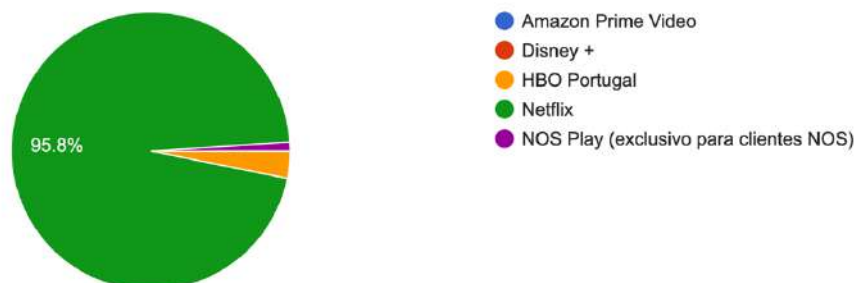 Amazon Prime Video
Disney +
HBO Portugal
Netflix
NOS Play (exclusivo para clientes NOS)
95.8%